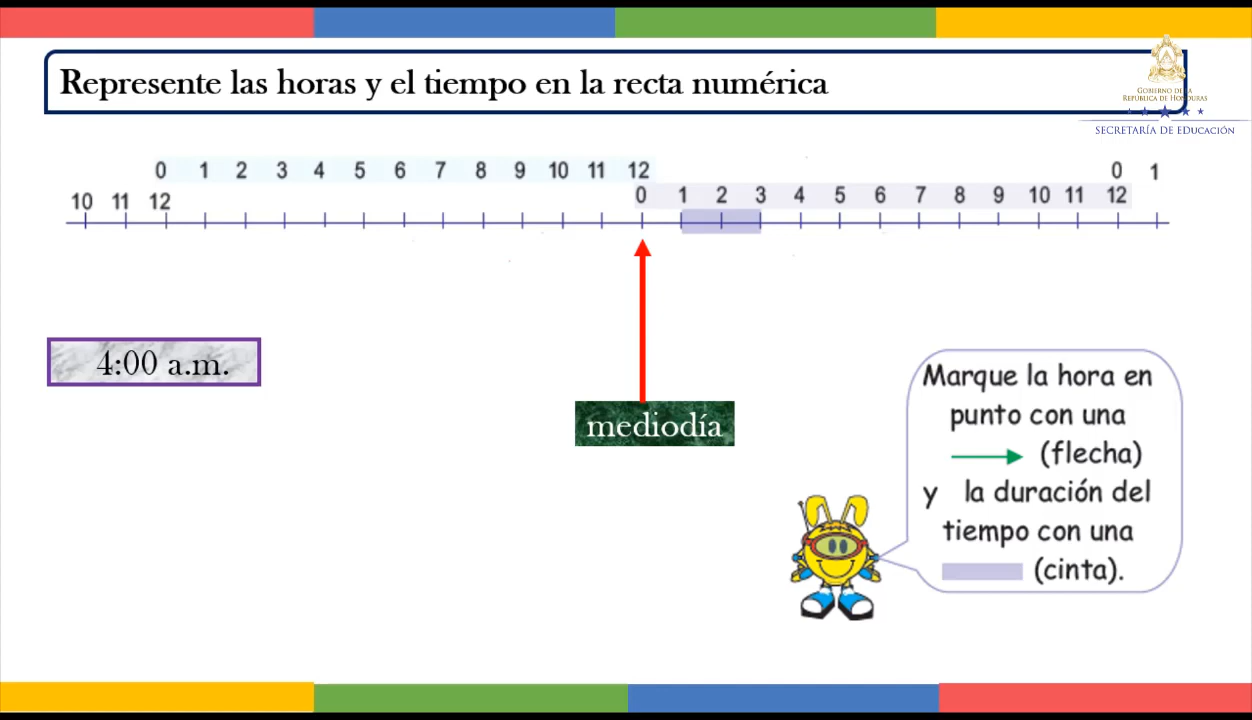 Represente las horas y el tiempo en la recta numérica
GOBIERNO DE LA
REPÚBLICA DE HONDURAS
SECRETARÍA DE EDUCACIÓN
0 1 2 3 4 5 6 7 8 9 10 11 12 0 1
10 11 12 0 1 2 3 4 5 6 7 8 9 10 11 12
4:00 a.m.
mediodía
Marque la hora en
punto con una
(flecha)
y la duración del
tiempo con una
(cinta).